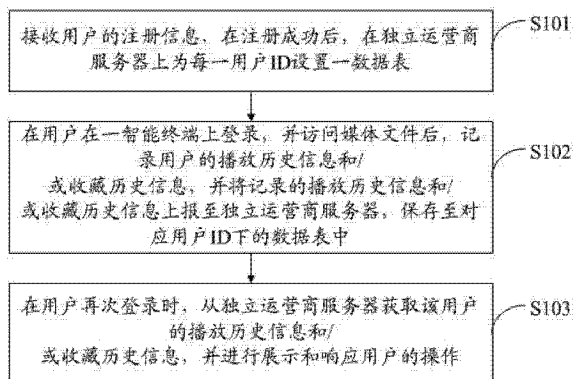 接收用户的注册信息、在注册成功后，在独立运营商
服务器上为每一用户ID设置一数据表
S101
在用户在一智能终端上登录，并访问媒体文件后，记
录用户的播放历史信息和/
或收藏历史信息，并将记录的播放历史信息和/
或收藏历史信息上报至独立运营商服务器，保存至对
应用户ID下的数据表中
S102
在用户再次登录时，从独立运营商服务器获取该用户
的播放历史信息和/
或收藏历史信息，并进行展示和响应用户的操作
S103